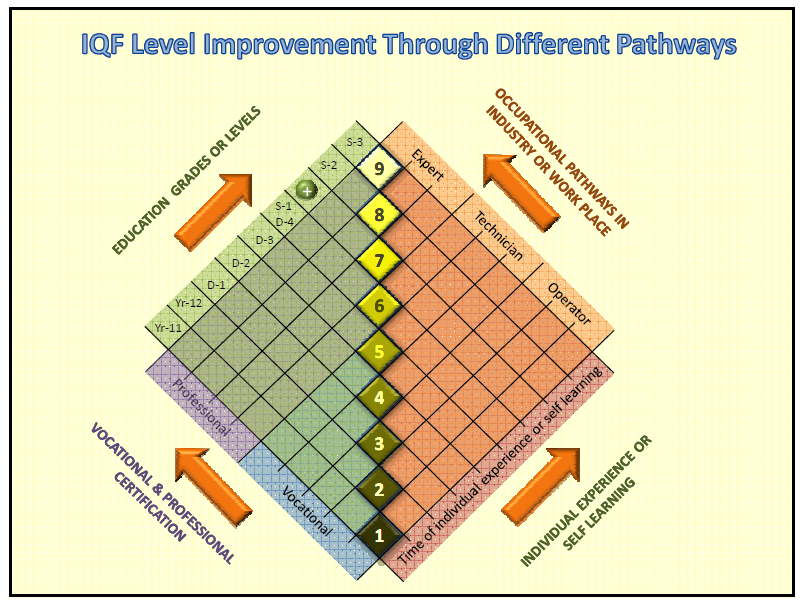 IQF Level Improvement Through Different Pathways
EDUCATION GRADES OR LEVELS
OCCUPATIONAL PATHWAYS IN
INDUSTRY OR WORK PLACE
S-3
S-2
+
S-1
D-4
D-3
D-2
D-1
Yr-12
Yr-11
9
8
7
6
5
4
3
2
1
Expert
Technician
Operator
Professional
Vocational
Time of individual experience or self learning
VOCATIONAL & PROFESSIONAL
CERTIFICATION
INDIVIDUAL EXPERIENCE OR
SELF LEARNING